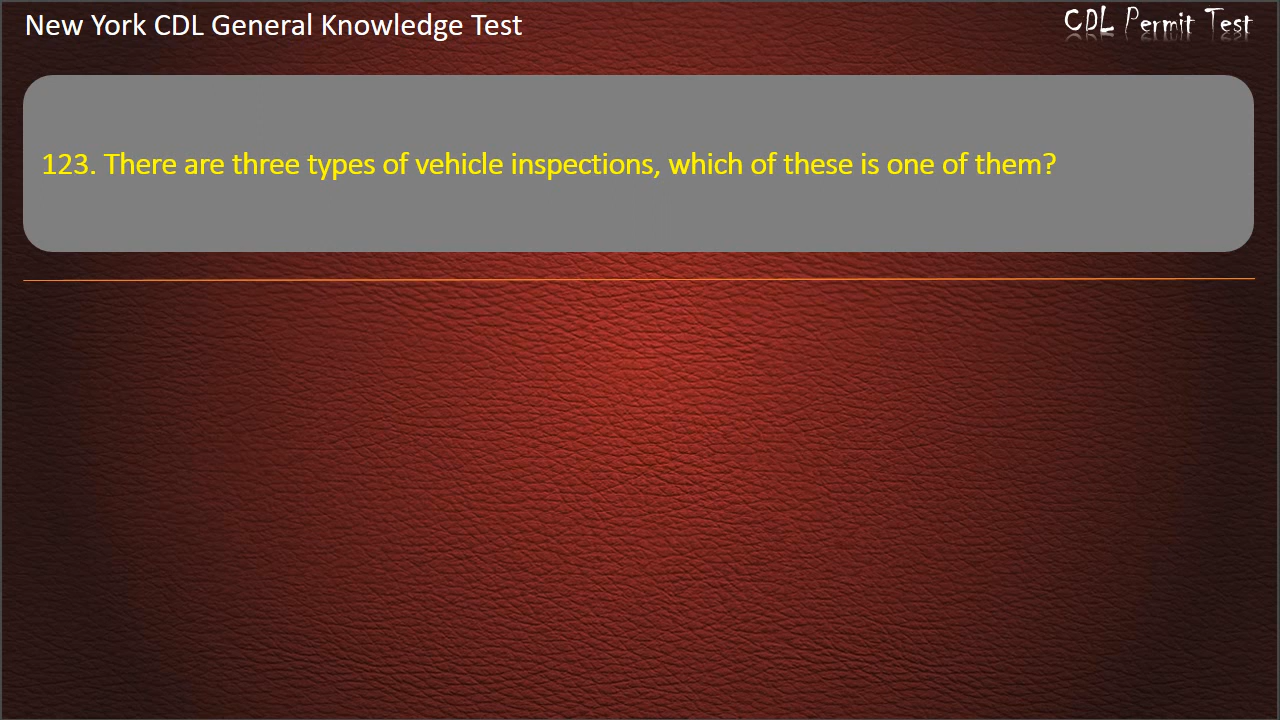 New York CDL General Knowledge Test
CDL Permit Test
123. There are three types of vehicle inspections, which of these is one of them?